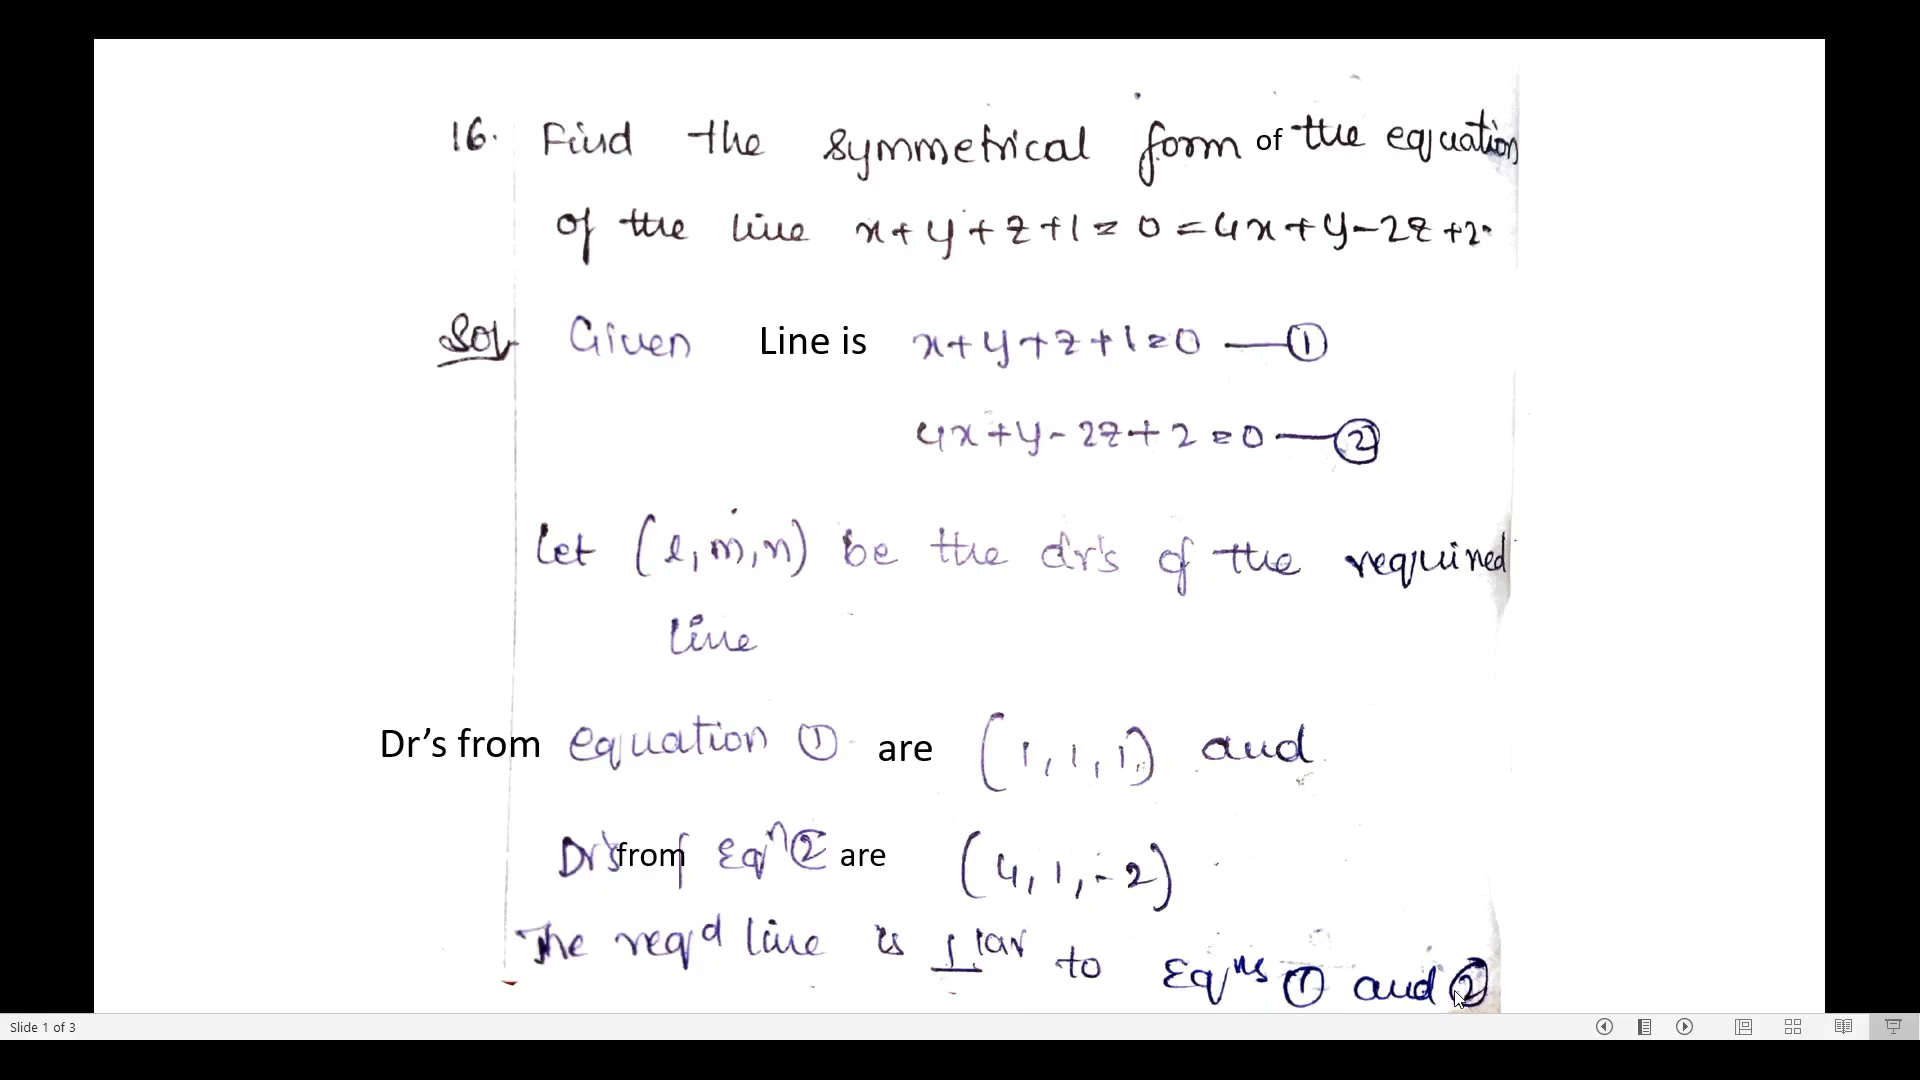 16. Find the symmetrical form of the equation
of the line x+y+z+1=0=4x+y-2z+2.
Sol Given Line is x+y+z+1=0 —①
4x+y-2z+2=0 —②
Let (l,m,n) be the dr's of the required
line
Dr's from equation ① are (1,1,1) and
Dr's from Eqn ② are (4,1,-2)
The reqd line is ⊥lar to Eqns ① and ②
Slide 1 of 3